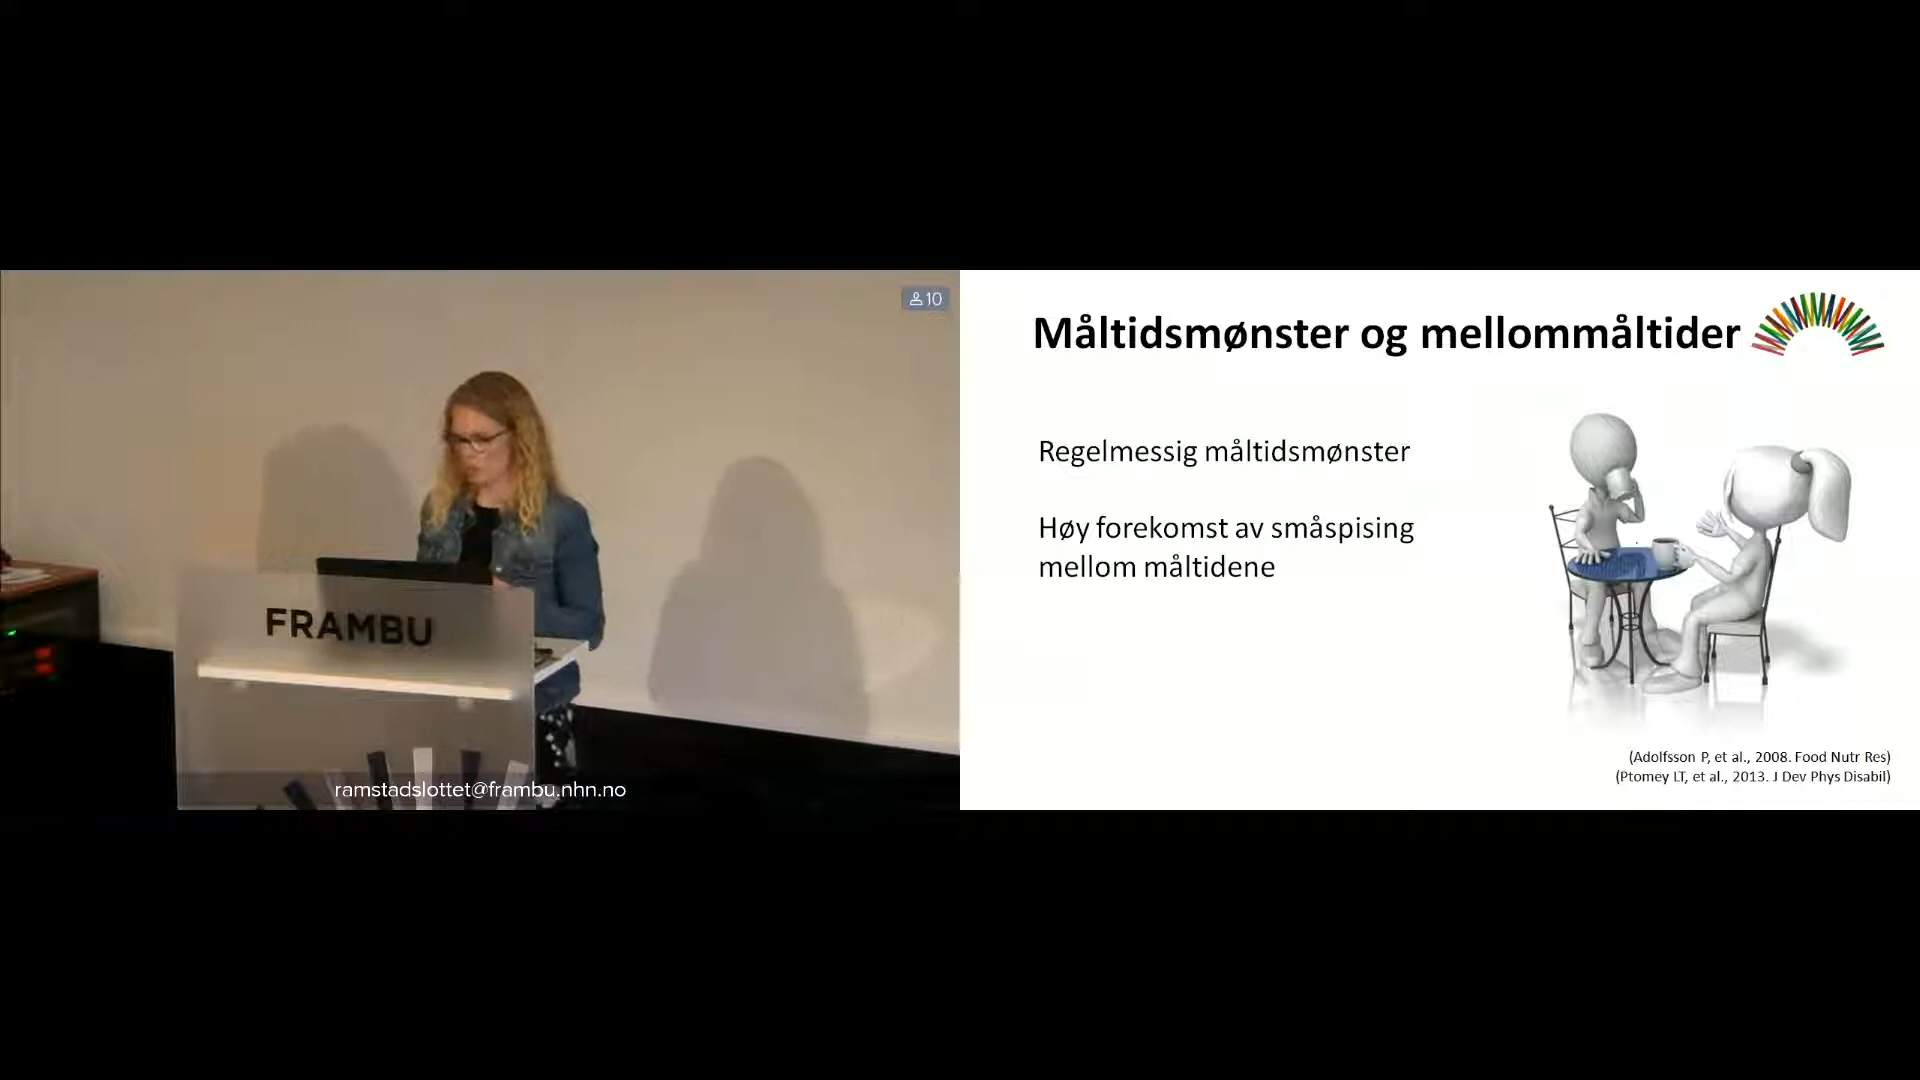 10
FRAMBU
ramstadslottet@frambu.nhn.no
Måltidsmønster og mellommåltider
Regelmessig måltidsmønster
Høy forekomst av småspising
mellom måltidene
(Adolfsson P, et al., 2008. Food Nutr Res)
(Ptomey LT, et al., 2013. J Dev Phys Disabil)